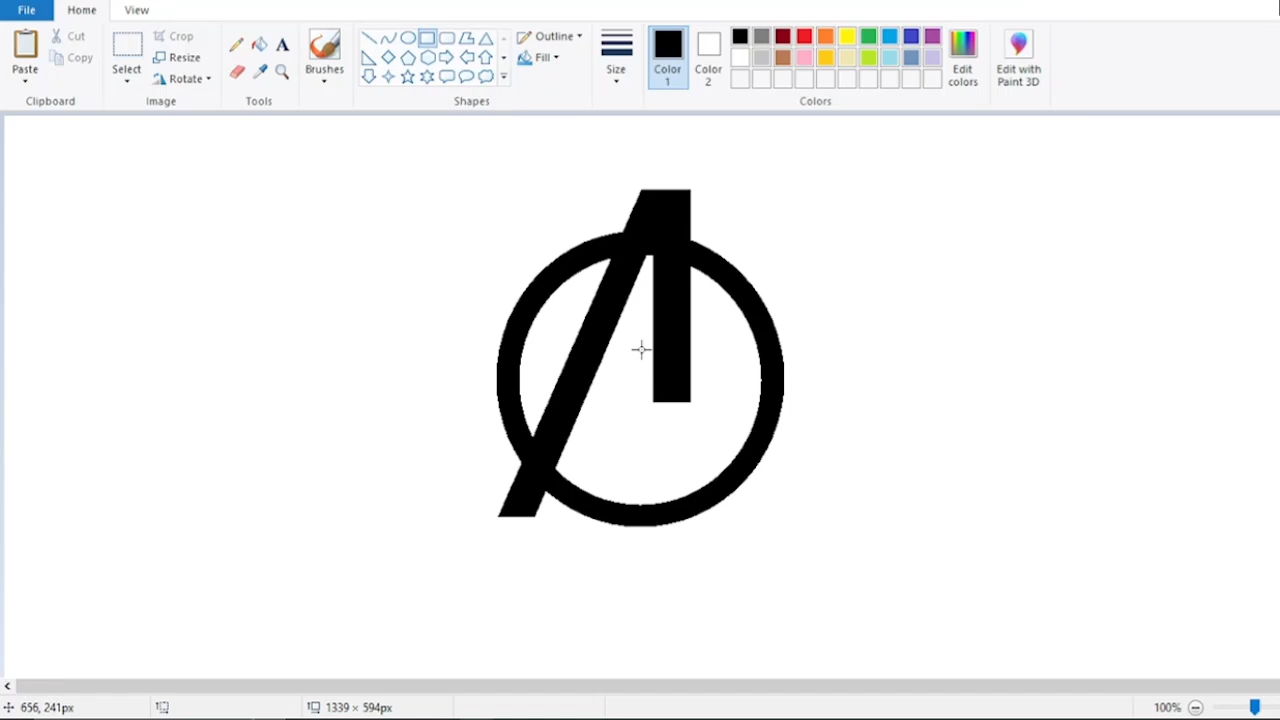 File Home View
Paste
Cut
Copy
Clipboard
Select
Crop
Resize
Rotate
Image
Tools
Brushes
Outline
Fill
Shapes
Size
Color
1
Color
2
Edit
colors
Colors
Edit with
Paint 3D
656, 241px
1339 × 594px
100%